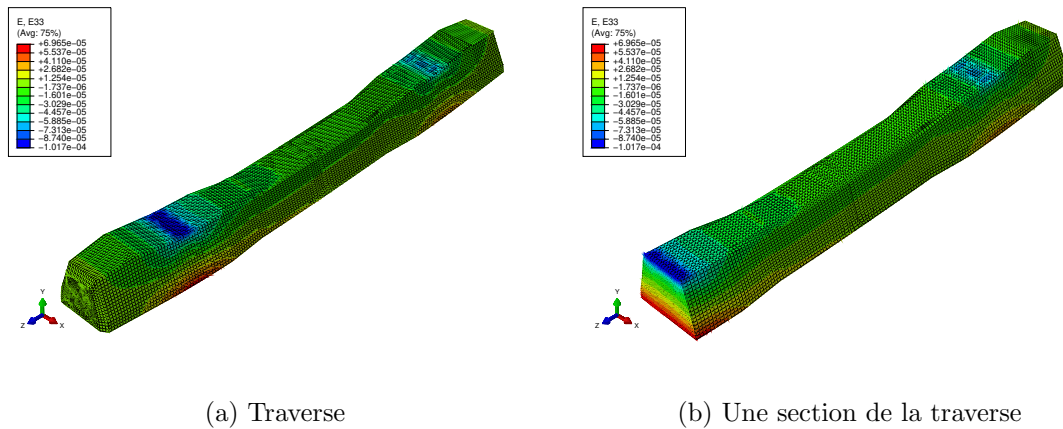 E, E33
(Avg: 75%)
+6.965e-05
+5.537e-05
+4.110e-05
+2.682e-05
+1.254e-05
-1.737e-06
-1.601e-05
-3.029e-05
-4.457e-05
-5.885e-05
-7.313e-05
-8.740e-05
-1.017e-04
Y
Z
X
(a) Traverse
E, E33
(Avg: 75%)
+6.965e-05
+5.537e-05
+4.110e-05
+2.682e-05
+1.254e-05
-1.737e-06
-1.601e-05
-3.029e-05
-4.457e-05
-5.885e-05
-7.313e-05
-8.740e-05
-1.017e-04
Y
Z
X
(b) Une section de la traverse